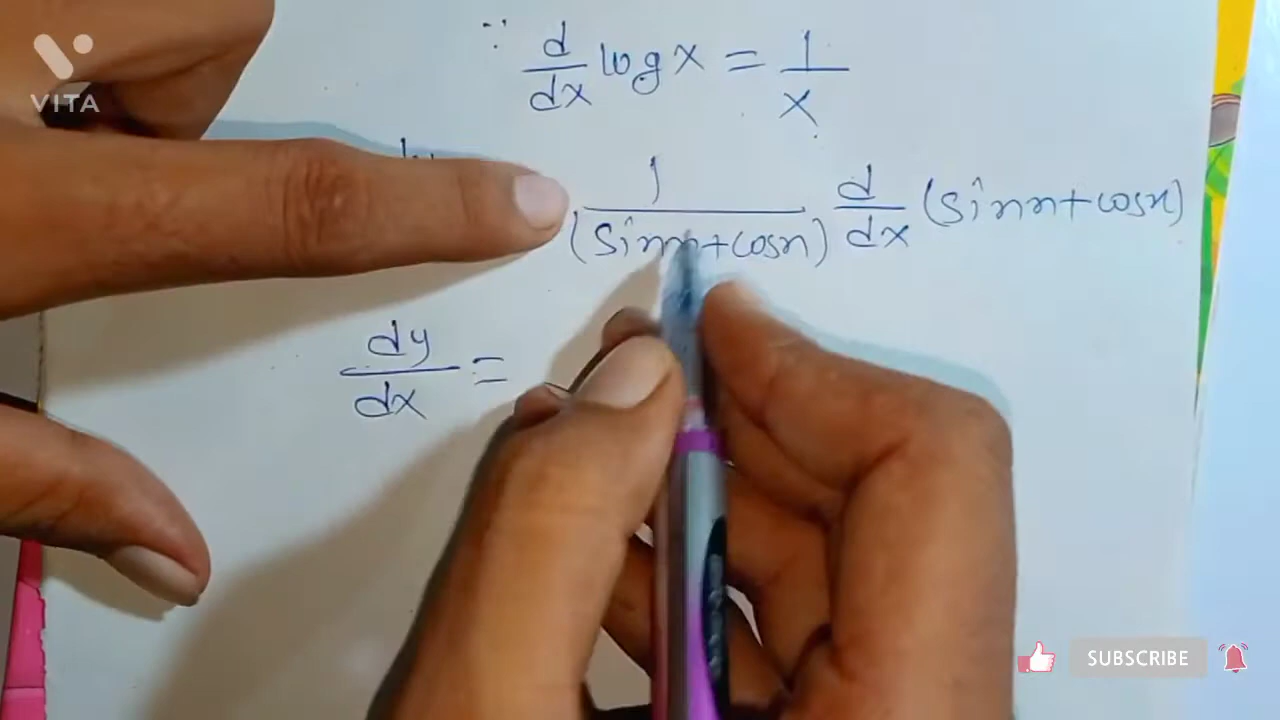 VITA
∵ d/dx log x = 1/x
1/(sinx+cosx) d/dx (sinx+cosx)
dy/dx =
SUBSCRIBE